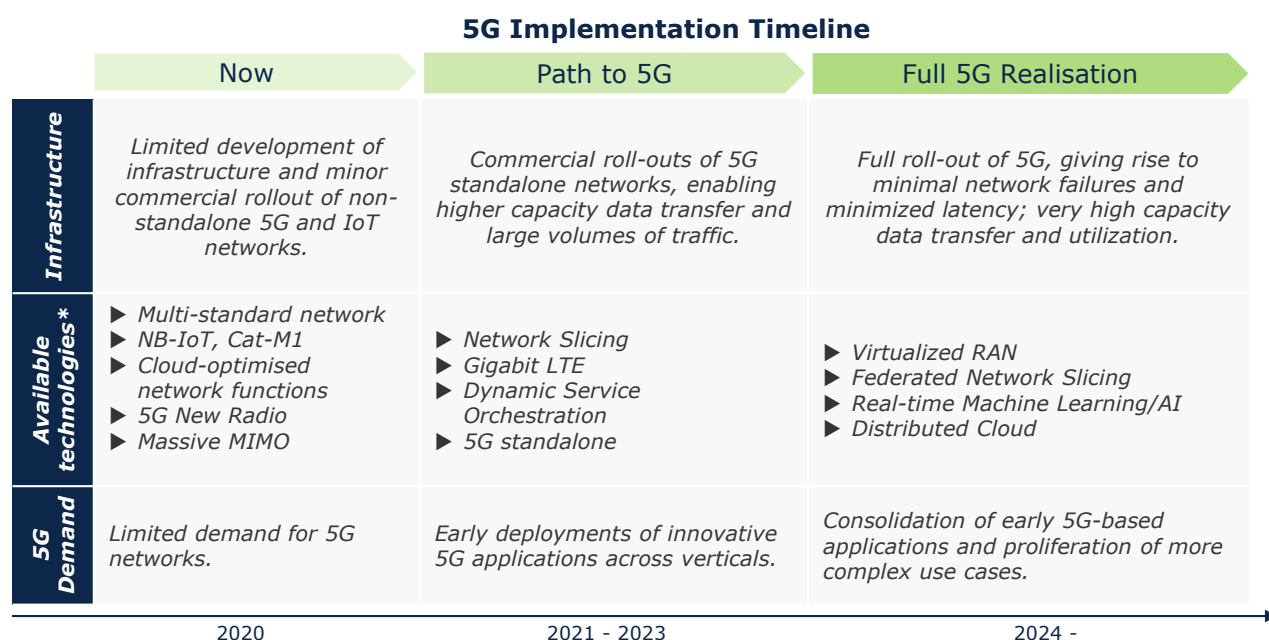 5G Implementation Timeline
Now
Path to 5G
Full 5G Realisation
Infrastructure
Limited development of
infrastructure and minor
commercial rollout of non-
standalone 5G and IoT
networks.
Commercial roll-outs of 5G
standalone networks, enabling
higher capacity data transfer and
large volumes of traffic.
Full roll-out of 5G, giving rise to
minimal network failures and
minimized latency; very high capacity
data transfer and utilization.
Available
technologies*
▶ Multi-standard network
▶ NB-IoT, Cat-M1
▶ Cloud-optimised
network functions
▶ 5G New Radio
▶ Massive MIMO
▶ Network Slicing
▶ Gigabit LTE
▶ Dynamic Service
Orchestration
▶ 5G standalone
▶ Virtualized RAN
▶ Federated Network Slicing
▶ Real-time Machine Learning/AI
▶ Distributed Cloud
5G
Demand
Limited demand for 5G
networks.
Early deployments of innovative
5G applications across verticals.
Consolidation of early 5G-based
applications and proliferation of more
complex use cases.
2020
2021 - 2023
2024 -